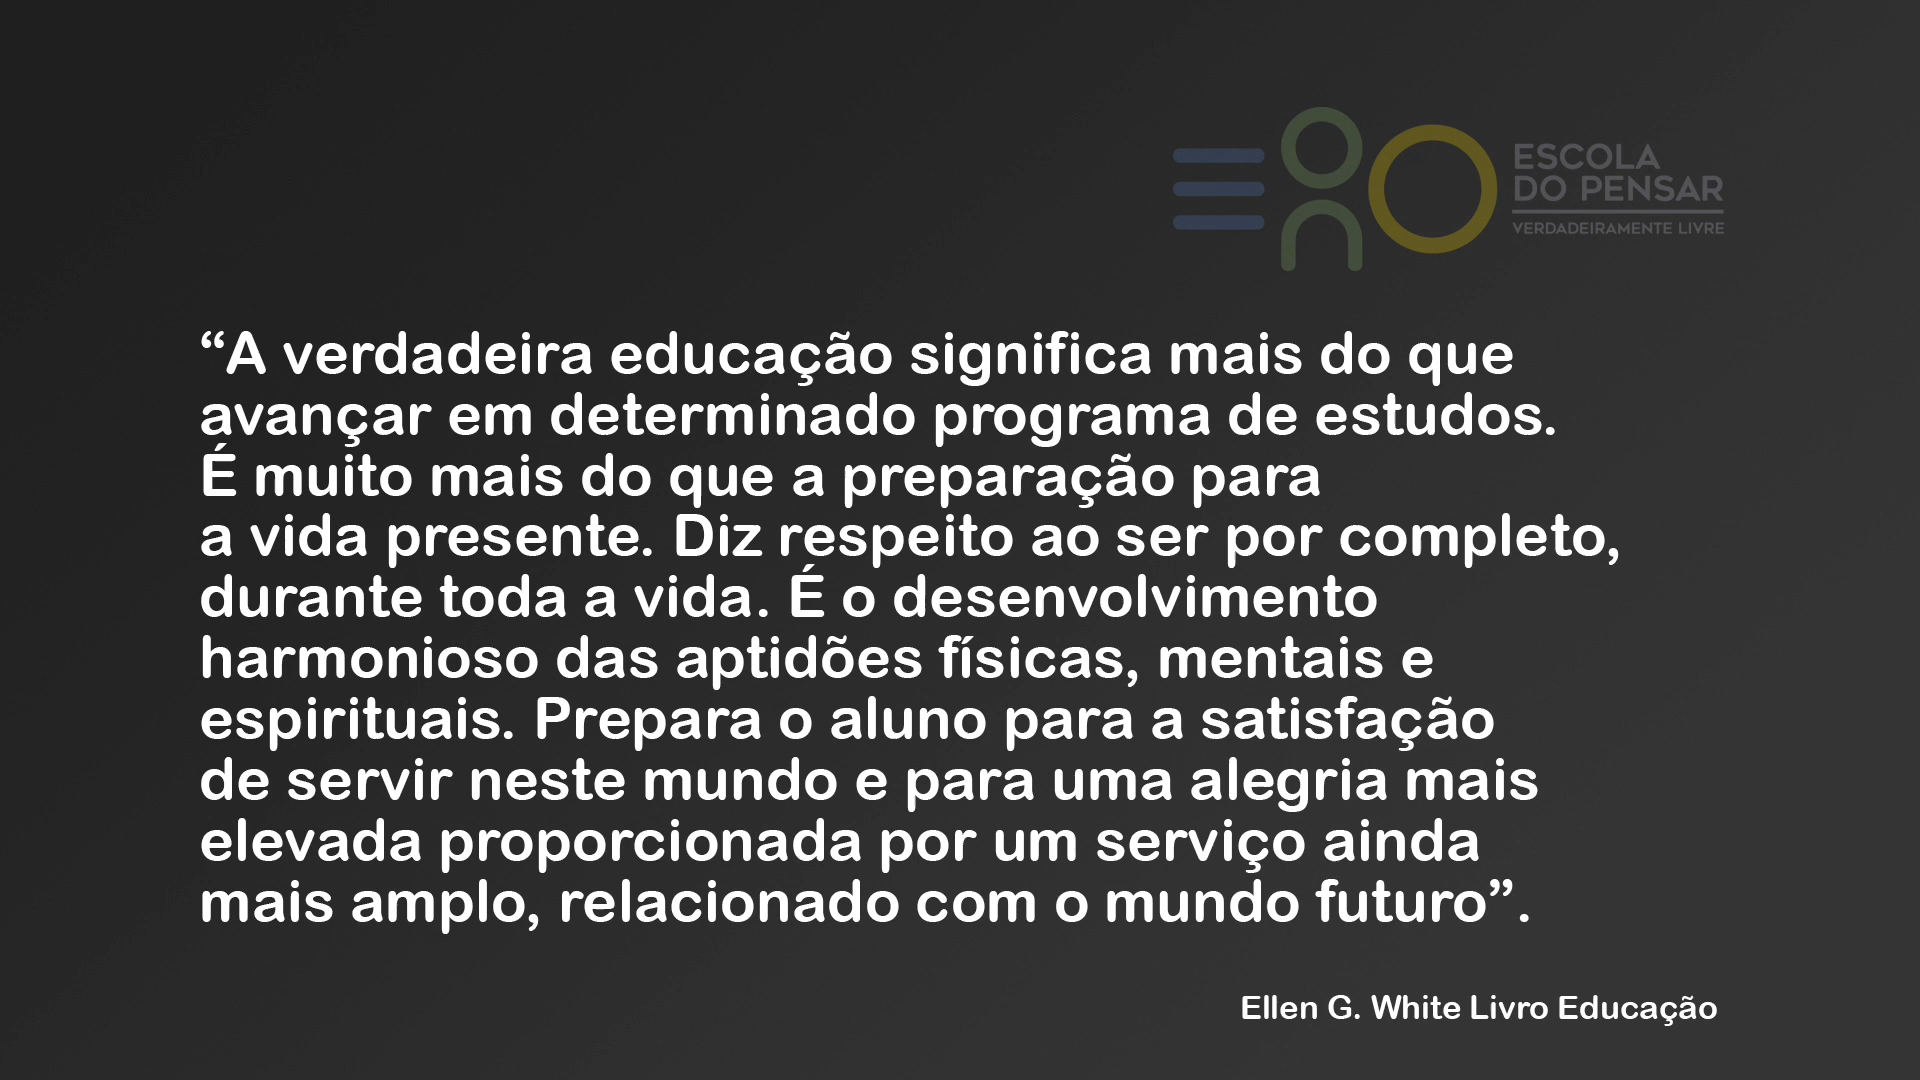 ESCOLA
DO PENSAR
VERDADEIRAMENTE LIVRE
“A verdadeira educação significa mais do que
avançar em determinado programa de estudos.
É muito mais do que a preparação para
a vida presente. Diz respeito ao ser por completo,
durante toda a vida. É o desenvolvimento
harmonioso das aptidões físicas, mentais e
espirituais. Prepara o aluno para a satisfação
de servir neste mundo e para uma alegria mais
elevada proporcionada por um serviço ainda
mais amplo, relacionado com o mundo futuro”.
Ellen G. White Livro Educação